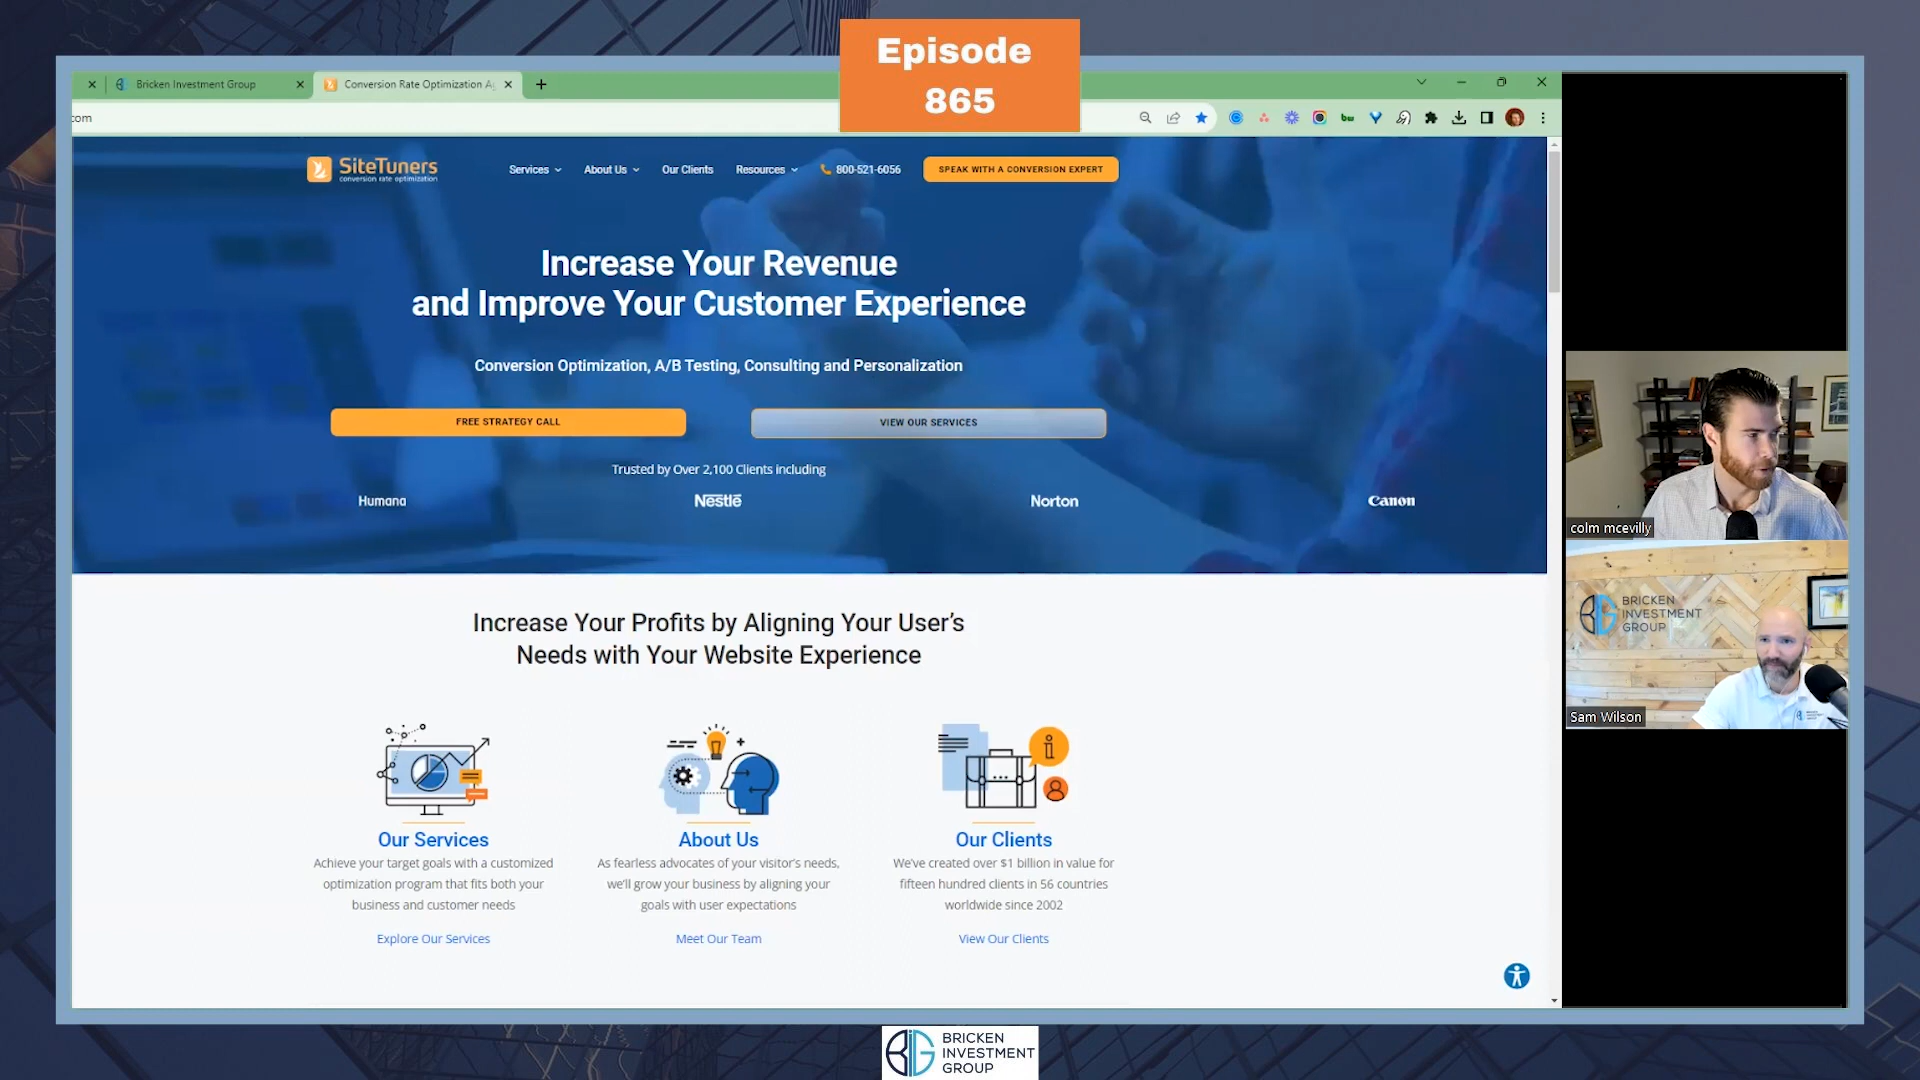 Episode
865
Bricken Investment Group
Conversion Rate Optimization
com
SiteTuners
conversion rate optimization
Services
About Us
Our Clients
Resources
800-521-6056
SPEAK WITH A CONVERSION EXPERT
Increase Your Revenue
and Improve Your Customer Experience
Conversion Optimization, A/B Testing, Consulting and Personalization
FREE STRATEGY CALL
VIEW OUR SERVICES
Trusted by Over 2,100 Clients including
Humana
Nestlé
Norton
Canon
Increase Your Profits by Aligning Your User's
Needs with Your Website Experience
Our Services
Achieve your target goals with a customized
optimization program that fits both your
business and customer needs
Explore Our Services
About Us
As fearless advocates of your visitor's needs,
we'll grow your business by aligning your
goals with user expectations
Meet Our Team
Our Clients
We've created over $1 billion in value for
fifteen hundred clients in 56 countries
worldwide since 2002
View Our Clients
colm mcevilly
BRICKEN
INVESTMENT
GROUP
Sam Wilson
BRICKEN
INVESTMENT
GROUP